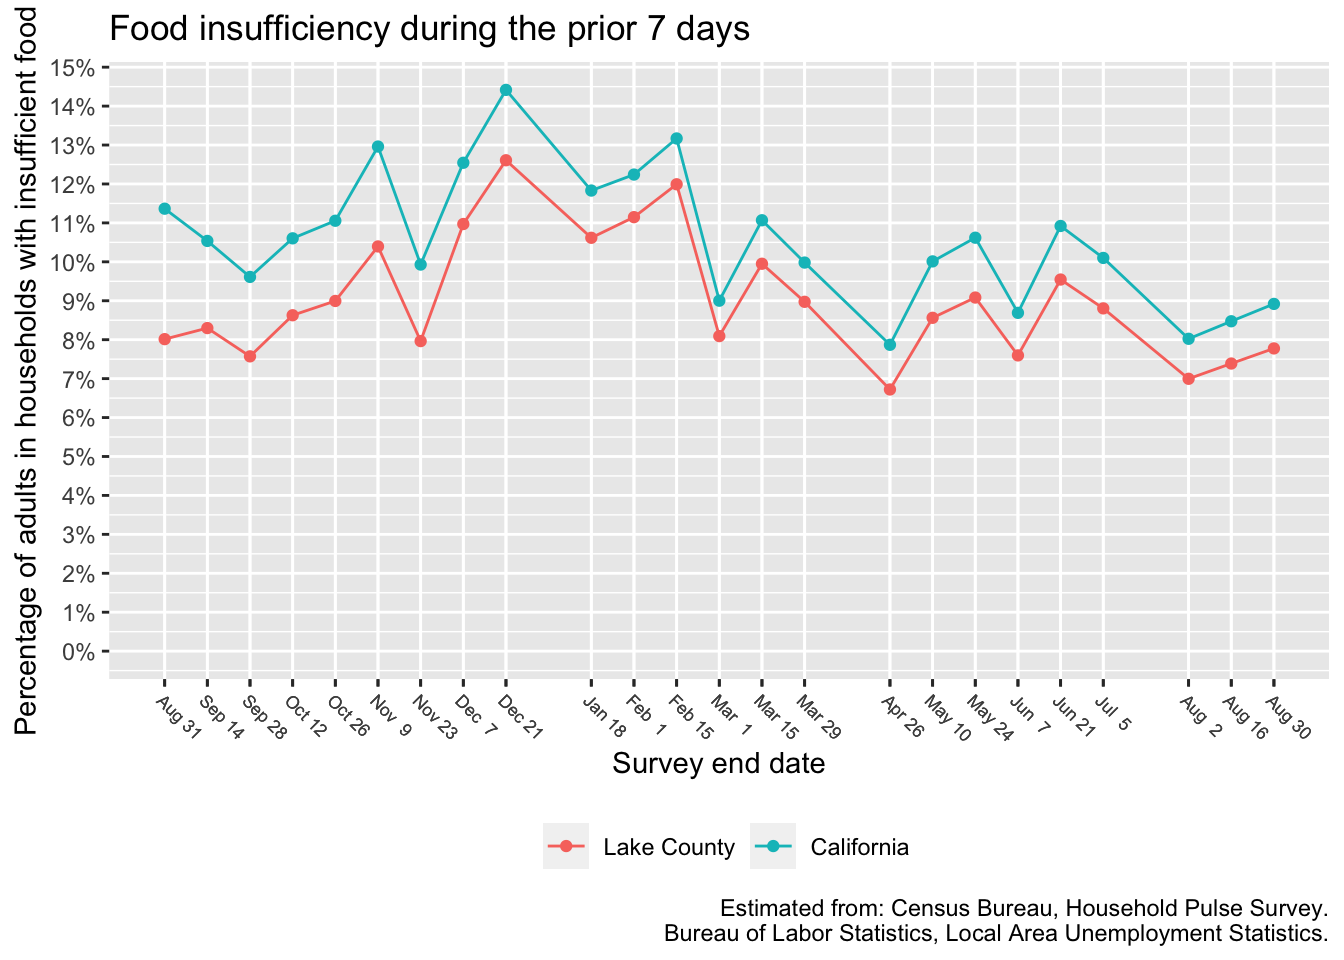 Food insufficiency during the prior 7 days
Percentage of adults in households with insufficient food
15%
14%
13%
12%
11%
10%
9%
8%
7%
6%
5%
4%
3%
2%
1%
0%
Aug 31
Sep 14
Sep 28
Oct 12
Oct 26
Nov 9
Nov 23
Dec 7
Dec 21
Jan 18
Feb 1
Feb 15
Mar 1
Mar 15
Mar 29
Apr 26
May 10
May 24
Jun 7
Jun 21
Jul 5
Aug 2
Aug 16
Aug 30
Survey end date
Lake County
California
Estimated from: Census Bureau, Household Pulse Survey.
Bureau of Labor Statistics, Local Area Unemployment Statistics.